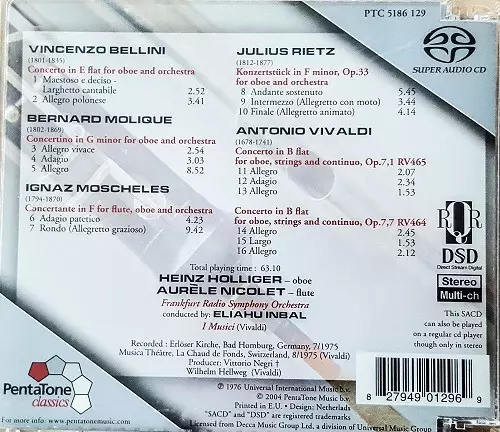 PTC 5186 129
SUPER AUDIO CD
VINCENZO BELLINI
(1801-1835)
Concerto in E flat for oboe and orchestra
1 Maestoso e deciso -
Larghetto cantabile 2.52
2 Allegro polonese 3.41
BERNARD MOLIQUE
(1802-1869)
Concertino in G minor for oboe and orchestra
3 Allegro vivace 2.54
4 Adagio 3.03
5 Allegro 8.52
IGNAZ MOSCHELES
(1794-1870)
Concertante in F for flute, oboe and orchestra
6 Adagio patetico 4.23
7 Rondo (Allegretto grazioso) 9.42
JULIUS RIETZ
(1812-1877)
Konzertstück in F minor, Op.33
for oboe and orchestra
8 Andante sostenuto 5.45
9 Intermezzo (Allegretto con moto) 3.44
10 Finale (Allegretto animato) 4.14
ANTONIO VIVALDI
(1678-1741)
Concerto in B flat
for oboe, strings and continuo, Op.7,1 RV465
11 Allegro 2.07
12 Adagio 2.34
13 Allegro 1.53
Concerto in B flat
for oboe, strings and continuo, Op.7,7 RV464
14 Allegro 2.45
15 Largo 1.53
16 Allegro 2.12
Total playing time : 63.10
HEINZ HOLLIGER – oboe
AURÈLE NICOLET – flute
Frankfurt Radio Symphony Orchestra
conducted by: ELIAHU INBAL
I Musici (Vivaldi)
Recorded : Erlöser Kirche, Bad Homburg, Germany, 7/1975
Musica Théâtre, La Chaud de Fonds, Switzerland, 8/1975 (Vivaldi)
Producer: Vittorio Negri †
Wilhelm Hellweg (Vivaldi)
RQR
DSD
Direct Stream Digital
Stereo
Multi-ch
This SACD
can also be played
on a regular cd player
though only in stereo
PentaTone
classics
For more info: www.pentatonemusic.com
℗ 1976 Universal International Music b.v.
© 2004 PentaTone Music b.v.
Printed in E.U. • Design: Netherlads
"SACD" and "DSD" are registered trademarks
Licensed from Decca Music Group Ltd. a division of Universal Music Group
8 27949 01296 9